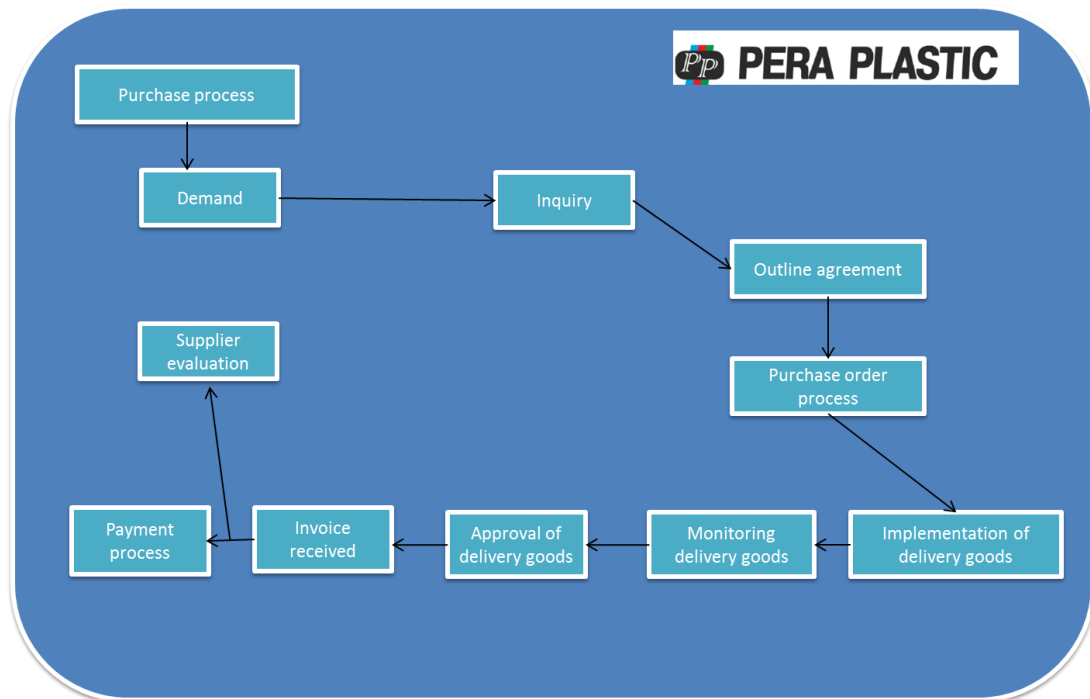 PP PERA PLASTIC
Purchase process
Demand
Inquiry
Outline agreement
Supplier
evaluation
Purchase order
process
Payment
process
Invoice
received
Approval of
delivery goods
Monitoring
delivery goods
Implementation of
delivery goods